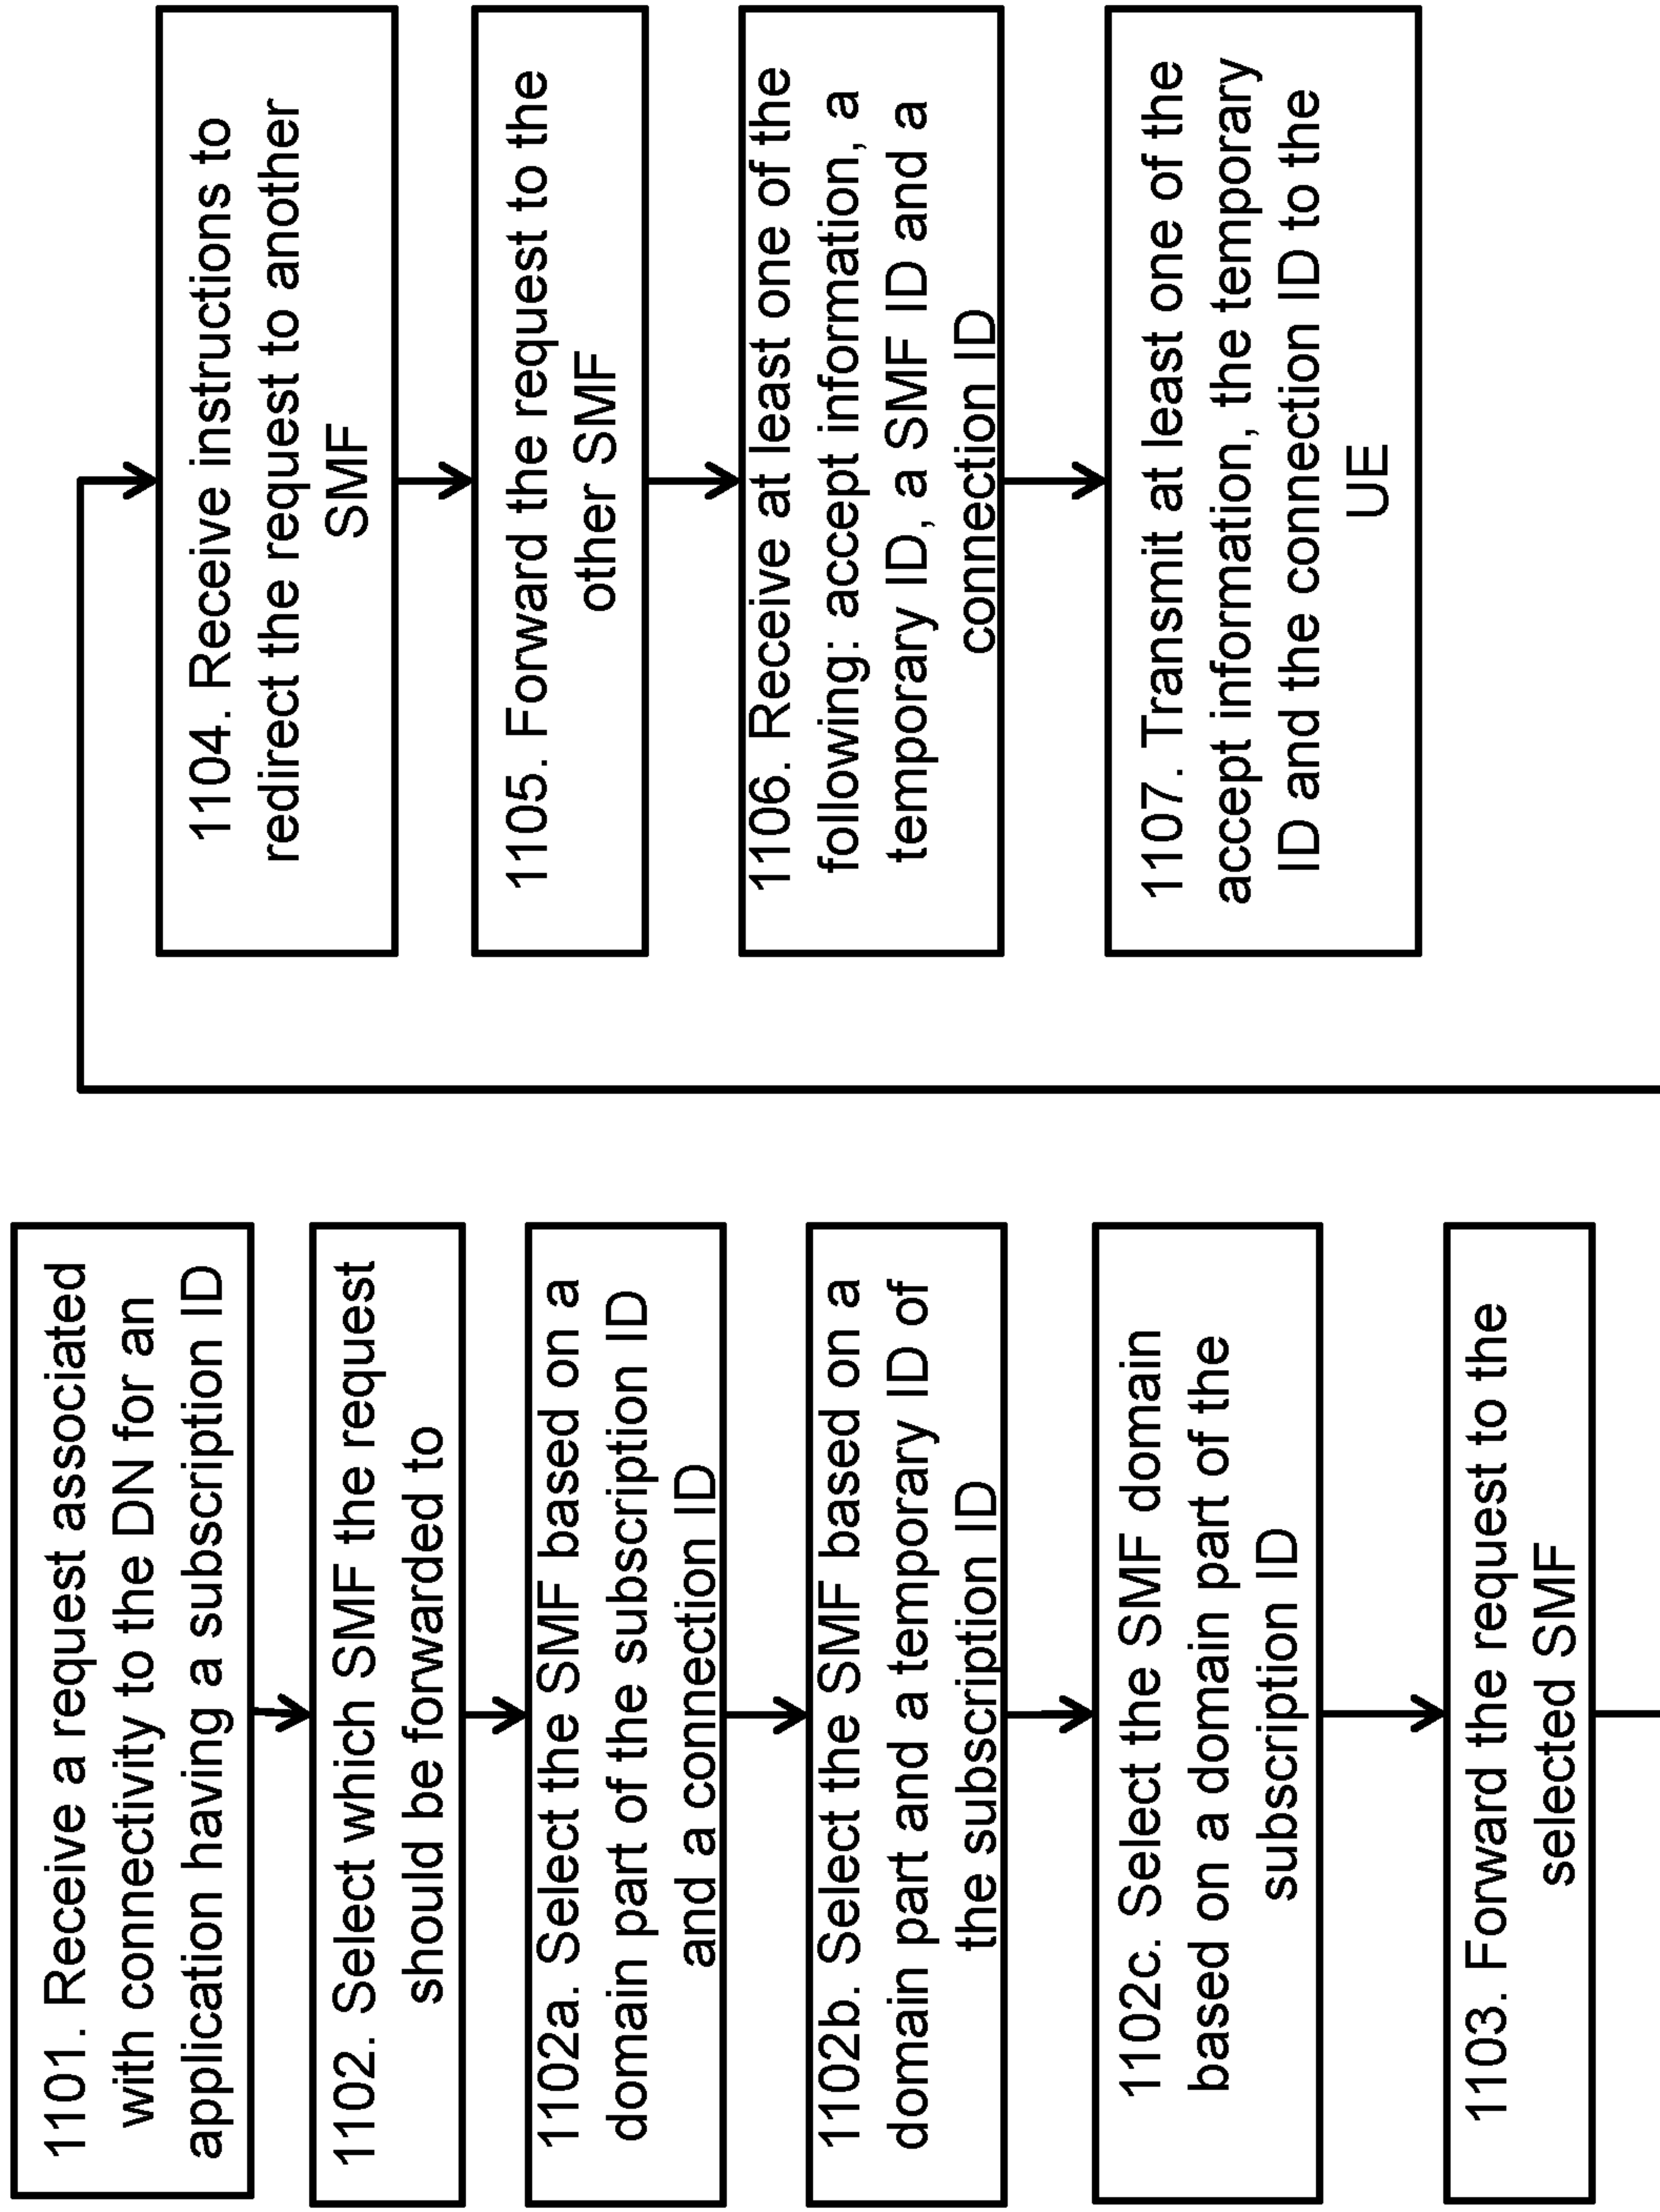 1101. Receive a request associated
with connectivity to the DN for an
application having a subscription ID
1102. Select which SMF the request
should be forwarded to
1102a. Select the SMF based on a
domain part of the subscription ID
and a connection ID
1102b. Select the SMF based on a
domain part and a temporary ID of
the subscription ID
1102c. Select the SMF domain
based on a domain part of the
subscription ID
1103. Forward the request to the
selected SMF
1104. Receive instructions to
redirect the request to another
SMF
1105. Forward the request to the
other SMF
1106. Receive at least one of the
following: accept information, a
temporary ID, a SMF ID and a
connection ID
1107. Transmit at least one of the
accept information, the temporary
ID and the connection ID to the
UE